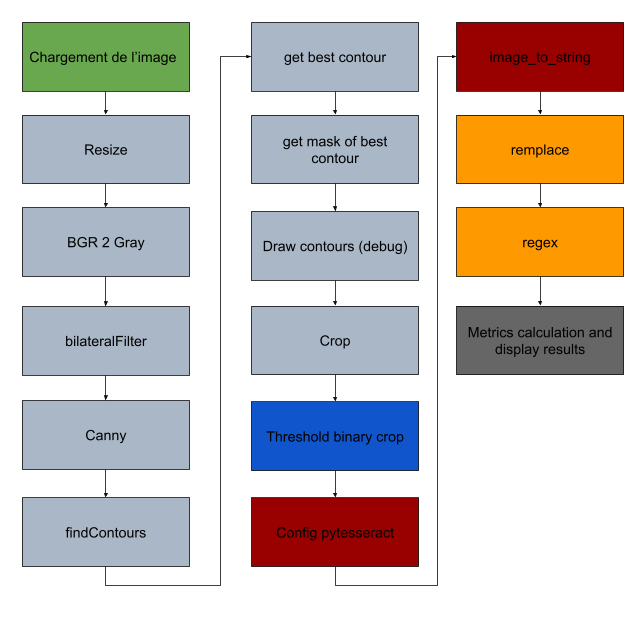 Chargement de l'image
Resize
BGR 2 Gray
bilateralFilter
Canny
findContours
get best contour
get mask of best
contour
Draw contours (debug)
Crop
Threshold binary crop
Config pytesseract
image_to_string
remplace
regex
Metrics calculation and
display results